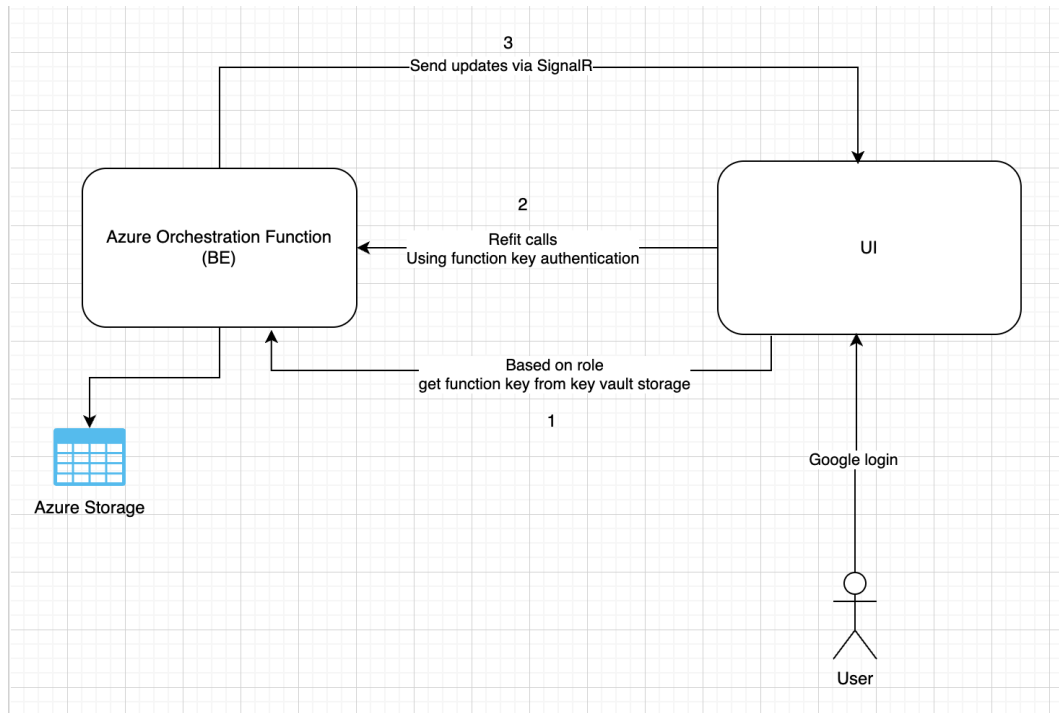 3
Send updates via SignalR
2
Azure Orchestration Function
(BE)
Refit calls
Using function key authentication
UI
Based on role
get function key from key vault storage
1
Google login
Azure Storage
User